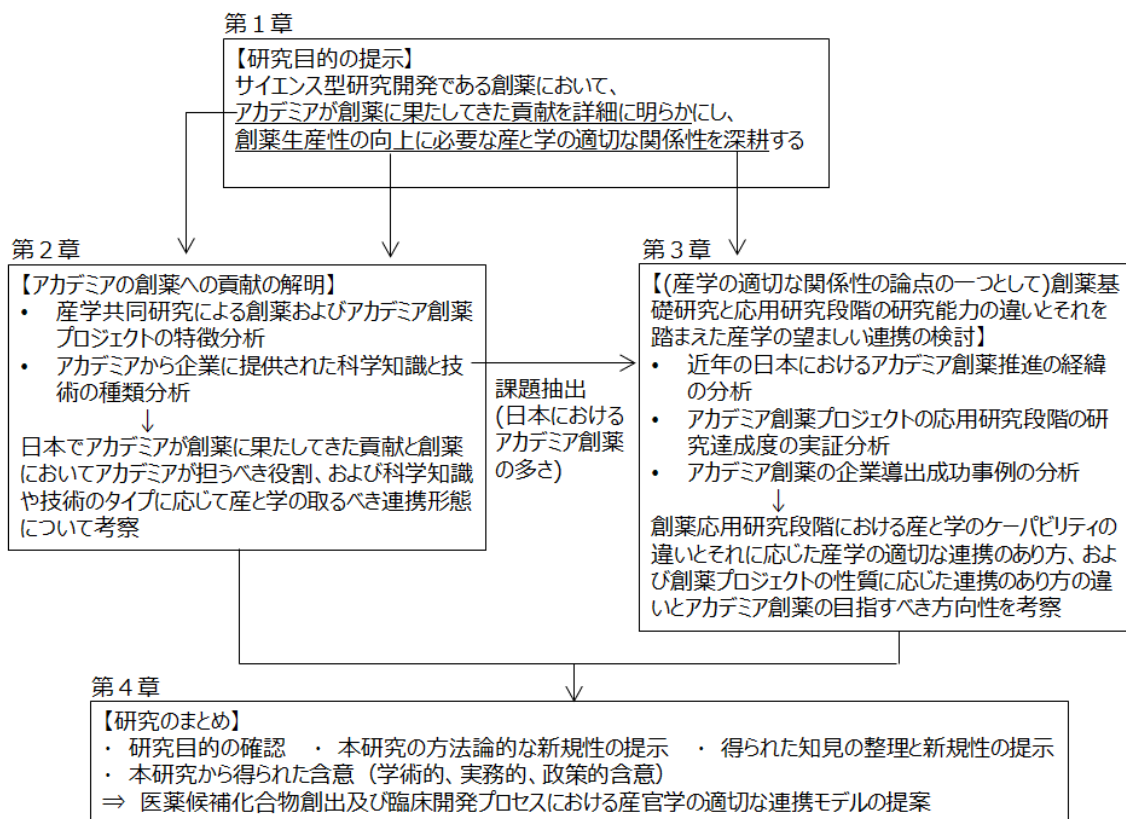 第1章
【研究目的の提示】
サイエンス型研究開発である創薬において、
アカデミアが創薬に果たしてきた貢献を詳細に明らかにし、
創薬生産性の向上に必要な産と学の適切な関係性を深耕する
第2章
【アカデミアの創薬への貢献の解明】
• 産学共同研究による創薬およびアカデミア創薬
プロジェクトの特徴分析
• アカデミアから企業に提供された科学知識と技
術の種類分析
↓
日本でアカデミアが創薬に果たしてきた貢献と創薬
においてアカデミアが担うべき役割、および科学知識
や技術のタイプに応じて産と学の取るべき連携形態
について考察
課題抽出
(日本における
アカデミア創薬
の多さ)
第3章
【(産学の適切な関係性の論点の一つとして)創薬基
礎研究と応用研究段階の研究能力の違いとそれを
踏まえた産学の望ましい連携の検討】
• 近年の日本におけるアカデミア創薬推進の経緯
の分析
• アカデミア創薬プロジェクトの応用研究段階の研
究達成度の実証分析
• アカデミア創薬の企業導出成功事例の分析
↓
創薬応用研究段階における産と学のケーパビリティの
違いとそれに応じた産学の適切な連携のあり方、およ
び創薬プロジェクトの性質に応じた連携のあり方の違
いとアカデミア創薬の目指すべき方向性を考察
第4章
【研究のまとめ】
・ 研究目的の確認 ・ 本研究の方法論的な新規性の提示 ・ 得られた知見の整理と新規性の提示
・ 本研究から得られた含意（学術的、実務的、政策的含意）
⇒ 医薬候補化合物創出及び臨床開発プロセスにおける産官学の適切な連携モデルの提案